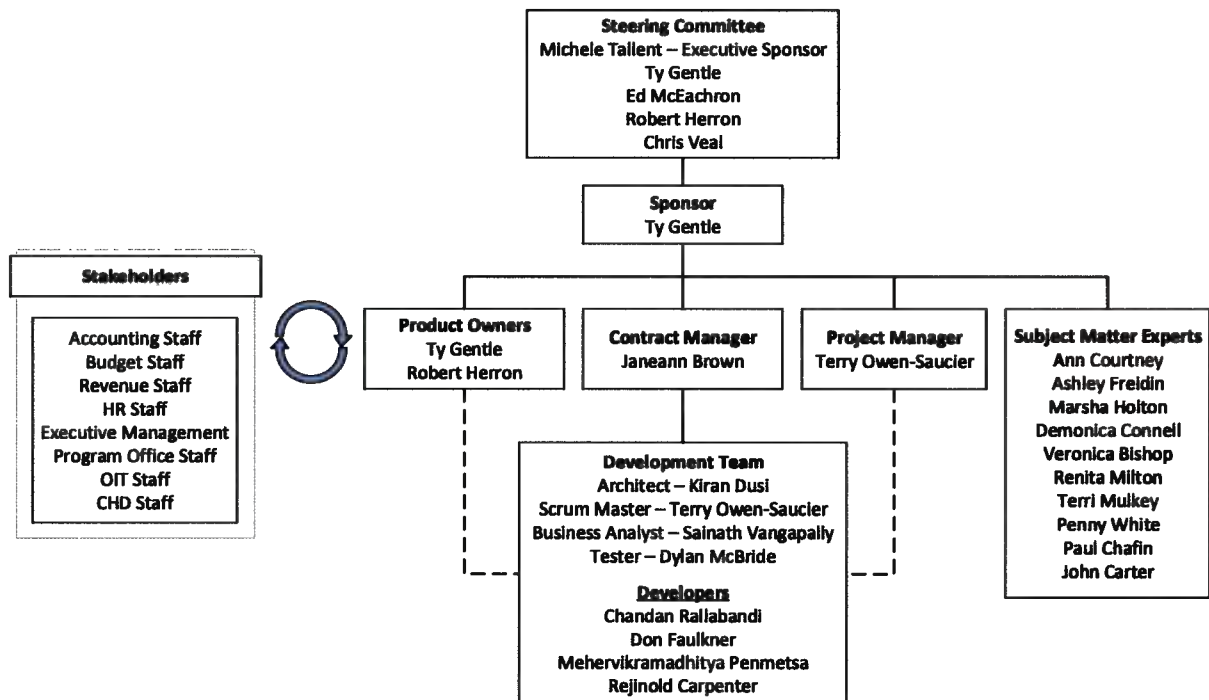 Steering Committee
Michele Tallent – Executive Sponsor
Ty Gentle
Ed McEachron
Robert Herron
Chris Veal
Sponsor
Ty Gentle
Stakeholders
Accounting Staff
Budget Staff
Revenue Staff
HR Staff
Executive Management
Program Office Staff
OIT Staff
CHD Staff
Product Owners
Ty Gentle
Robert Herron
Contract Manager
Janeann Brown
Project Manager
Terry Owen-Saucier
Subject Matter Experts
Ann Courtney
Ashley Freidin
Marsha Holton
Demonica Connell
Veronica Bishop
Renita Milton
Terri Mulkey
Penny White
Paul Chafin
John Carter
Development Team
Architect – Kiran Dusi
Scrum Master – Terry Owen-Saucier
Business Analyst – Sainath Vangapally
Tester – Dylan McBride
Developers
Chandan Rallabandi
Don Faulkner
Mehervikramadhitya Penmetsa
Rejinold Carpenter